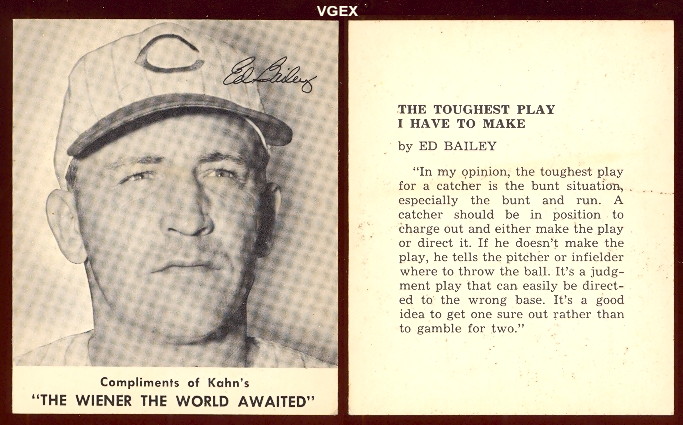 VGEX
C
Ed Bailey
Compliments of Kahn's
"THE WIENER THE WORLD AWAITED"
THE TOUGHEST PLAY
I HAVE TO MAKE
by ED BAILEY
"In my opinion, the toughest play
for a catcher is the bunt situation,
especially the bunt and run. A
catcher should be in position to
charge out and either make the play
or direct it. If he doesn't make the
play, he tells the pitcher or infielder
where to throw the ball. It's a judg-
ment play that can easily be direct-
ed to the wrong base. It's a good
idea to get one sure out rather than
to gamble for two."